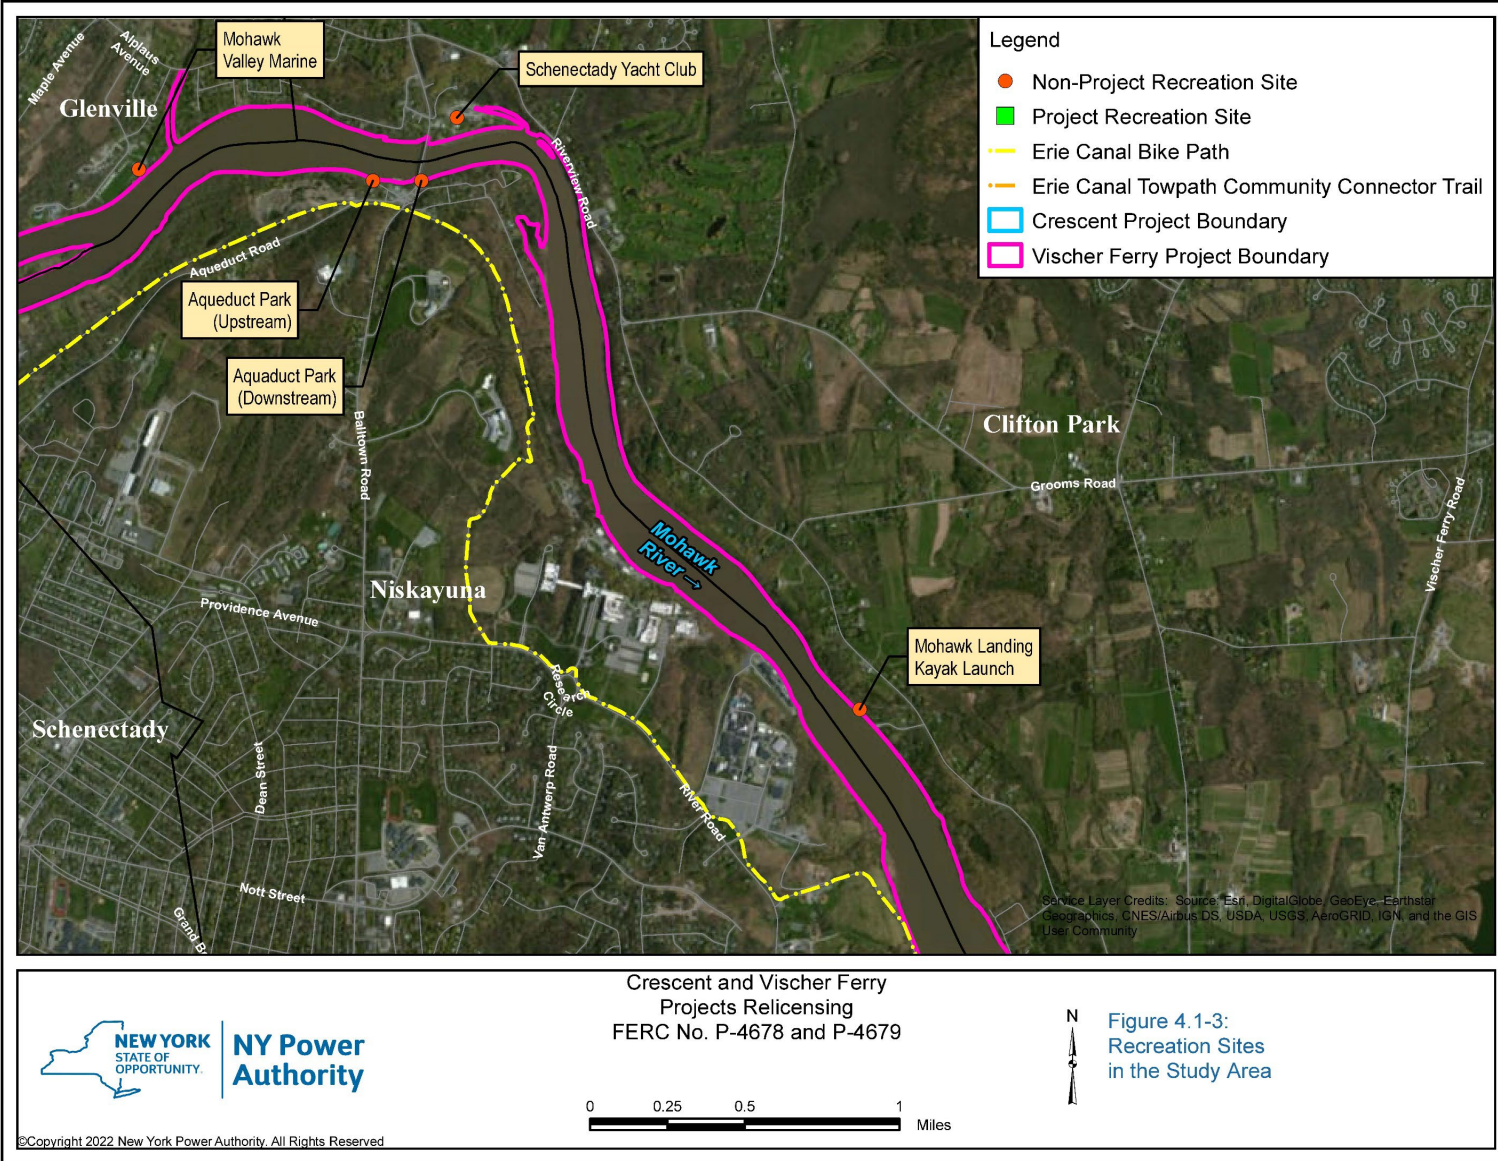 Mohawk
Valley Marine
Schenectady Yacht Club
Alplaus
Avenue
Maple Avenue
Glenville
Riverview Road
Aqueduct Road
Aqueduct Park
(Upstream)
Aquaduct Park
(Downstream)
Balltown Road
Legend
Non-Project Recreation Site
Project Recreation Site
Erie Canal Bike Path
Erie Canal Towpath Community Connector Trail
Crescent Project Boundary
Vischer Ferry Project Boundary
Clifton Park
Grooms Road
Vischer Ferry Road
Mohawk
River →
Niskayuna
Providence Avenue
Mohawk Landing
Kayak Launch
Research
Circle
Schenectady
Dean Street
Van Antwerp Road
River Road
Nott Street
Grand B
Service Layer Credits: Source: Esri, DigitalGlobe, GeoEye, Earthstar
Geographics, CNES/Airbus DS, USDA, USGS, AeroGRID, IGN, and the GIS
User Community
NEW YORK
STATE OF
OPPORTUNITY.
NY Power
Authority
©Copyright 2022 New York Power Authority. All Rights Reserved
Crescent and Vischer Ferry
Projects Relicensing
FERC No. P-4678 and P-4679
0 0.25 0.5 1
Miles
N
Figure 4.1-3:
Recreation Sites
in the Study Area